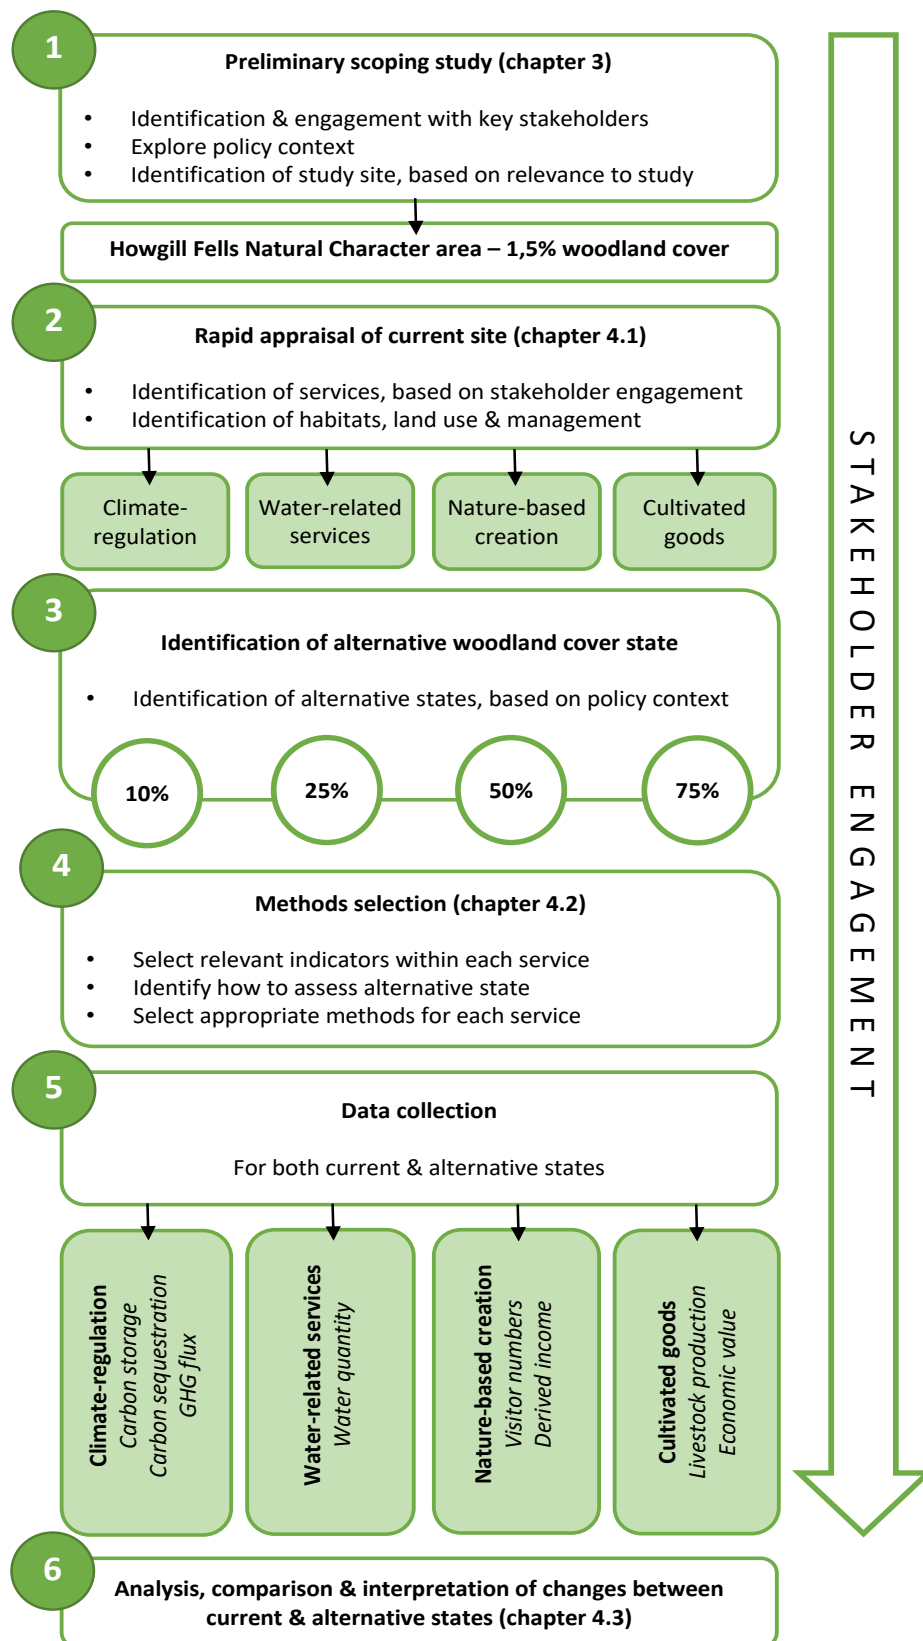 1
Preliminary scoping study (chapter 3)
• Identification & engagement with key stakeholders
• Explore policy context
• Identification of study site, based on relevance to study
Howgill Fells Natural Character area – 1,5% woodland cover
2
Rapid appraisal of current site (chapter 4.1)
• Identification of services, based on stakeholder engagement
• Identification of habitats, land use & management
Climate-
regulation
Water-related
services
Nature-based
creation
Cultivated
goods
3
Identification of alternative woodland cover state
• Identification of alternative states, based on policy context
10%
25%
50%
75%
4
Methods selection (chapter 4.2)
• Select relevant indicators within each service
• Identify how to assess alternative state
• Select appropriate methods for each service
5
Data collection
For both current & alternative states
Climate-regulation
Carbon storage
Carbon sequestration
GHG flux
Water-related services
Water quantity
Nature-based creation
Visitor numbers
Derived income
Cultivated goods
Livestock production
Economic value
6
Analysis, comparison & interpretation of changes between
current & alternative states (chapter 4.3)
STAKEHOLDER ENGAGEMENT